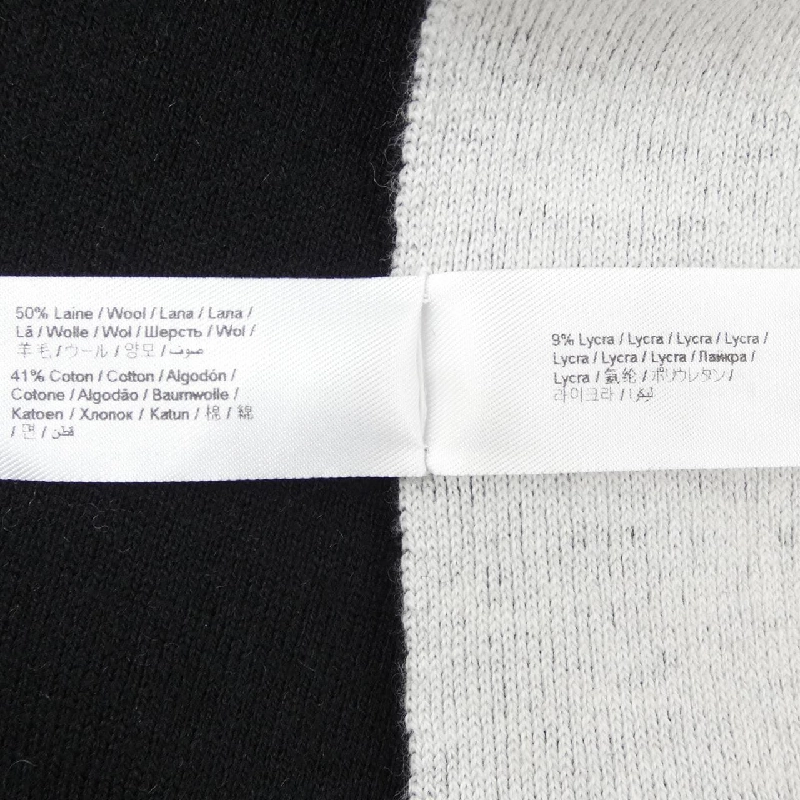 50% Laine / Wool / Lana / Lana /
Lã / Wolle / Wol / Шерсть / Wol /
羊毛 / ウール / 양모 / صوف
41% Coton / Cotton / Algodón /
Cotone / Algodão / Baumwolle /
Katoen / Хлопок / Katun / 棉 / 綿
/ 면 / قطن
9% Lycra / Lycra / Lycra / Lycra /
Lycra / Lycra / Lycra / Лайкра /
Lycra / 氨纶 / ポリウレタン /
라이크라 /